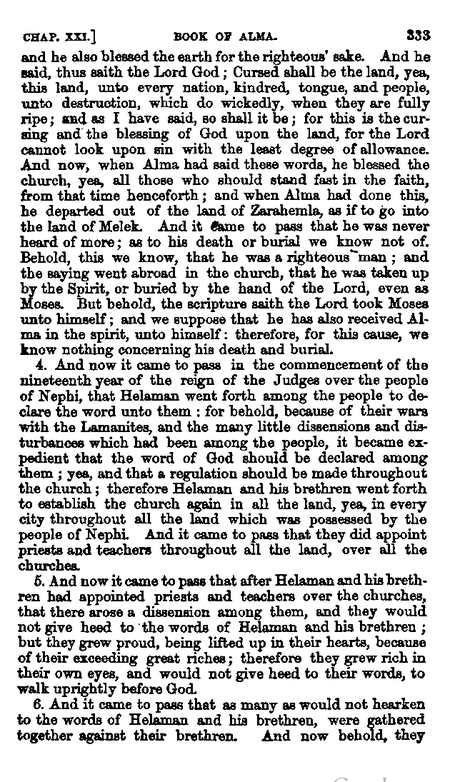 CHAP. XXI.] BOOK OF ALMA. 333
and he also blessed the earth for the righteous' sake. And he
said, thus saith the Lord God; Cursed shall be the land, yea,
this land, unto every nation, kindred, tongue, and people,
unto destruction, which do wickedly, when they are fully
ripe; and as I have said, so shall it be; for this is the cur-
sing and the blessing of God upon the land, for the Lord
cannot look upon sin with the least degree of allowance.
And now, when Alma had said these words, he blessed the
church, yea, all those who should stand fast in the faith,
from that time henceforth; and when Alma had done this,
he departed out of the land of Zarahemla, as if to go into
the land of Melek. And it came to pass that he was never
heard of more; as to his death or burial we know not of.
Behold, this we know, that he was a righteous man; and
the saying went abroad in the church, that he was taken up
by the Spirit, or buried by the hand of the Lord, even as
Moses. But behold, the scripture saith the Lord took Moses
unto himself; and we suppose that he has also received Al-
ma in the spirit, unto himself: therefore, for this cause, we
know nothing concerning his death and burial.
4. And now it came to pass in the commencement of the
nineteenth year of the reign of the Judges over the people
of Nephi, that Helaman went forth among the people to de-
clare the word unto them: for behold, because of their wars
with the Lamanites, and the many little dissensions and dis-
turbances which had been among the people, it became ex-
pedient that the word of God should be declared among
them; yea, and that a regulation should be made throughout
the church; therefore Helaman and his brethren went forth
to establish the church again in all the land, yea, in every
city throughout all the land which was possessed by the
people of Nephi. And it came to pass that they did appoint
priests and teachers throughout all the land, over all the
churches.
5. And now it came to pass that after Helaman and his breth-
ren had appointed priests and teachers over the churches,
that there arose a dissension among them, and they would
not give heed to the words of Helaman and his brethren;
but they grew proud, being lifted up in their hearts, because
of their exceeding great riches; therefore they grew rich in
their own eyes, and would not give heed to their words, to
walk uprightly before God.
6. And it came to pass that as many as would not hearken
to the words of Helaman and his brethren, were gathered
together against their brethren. And now behold, they